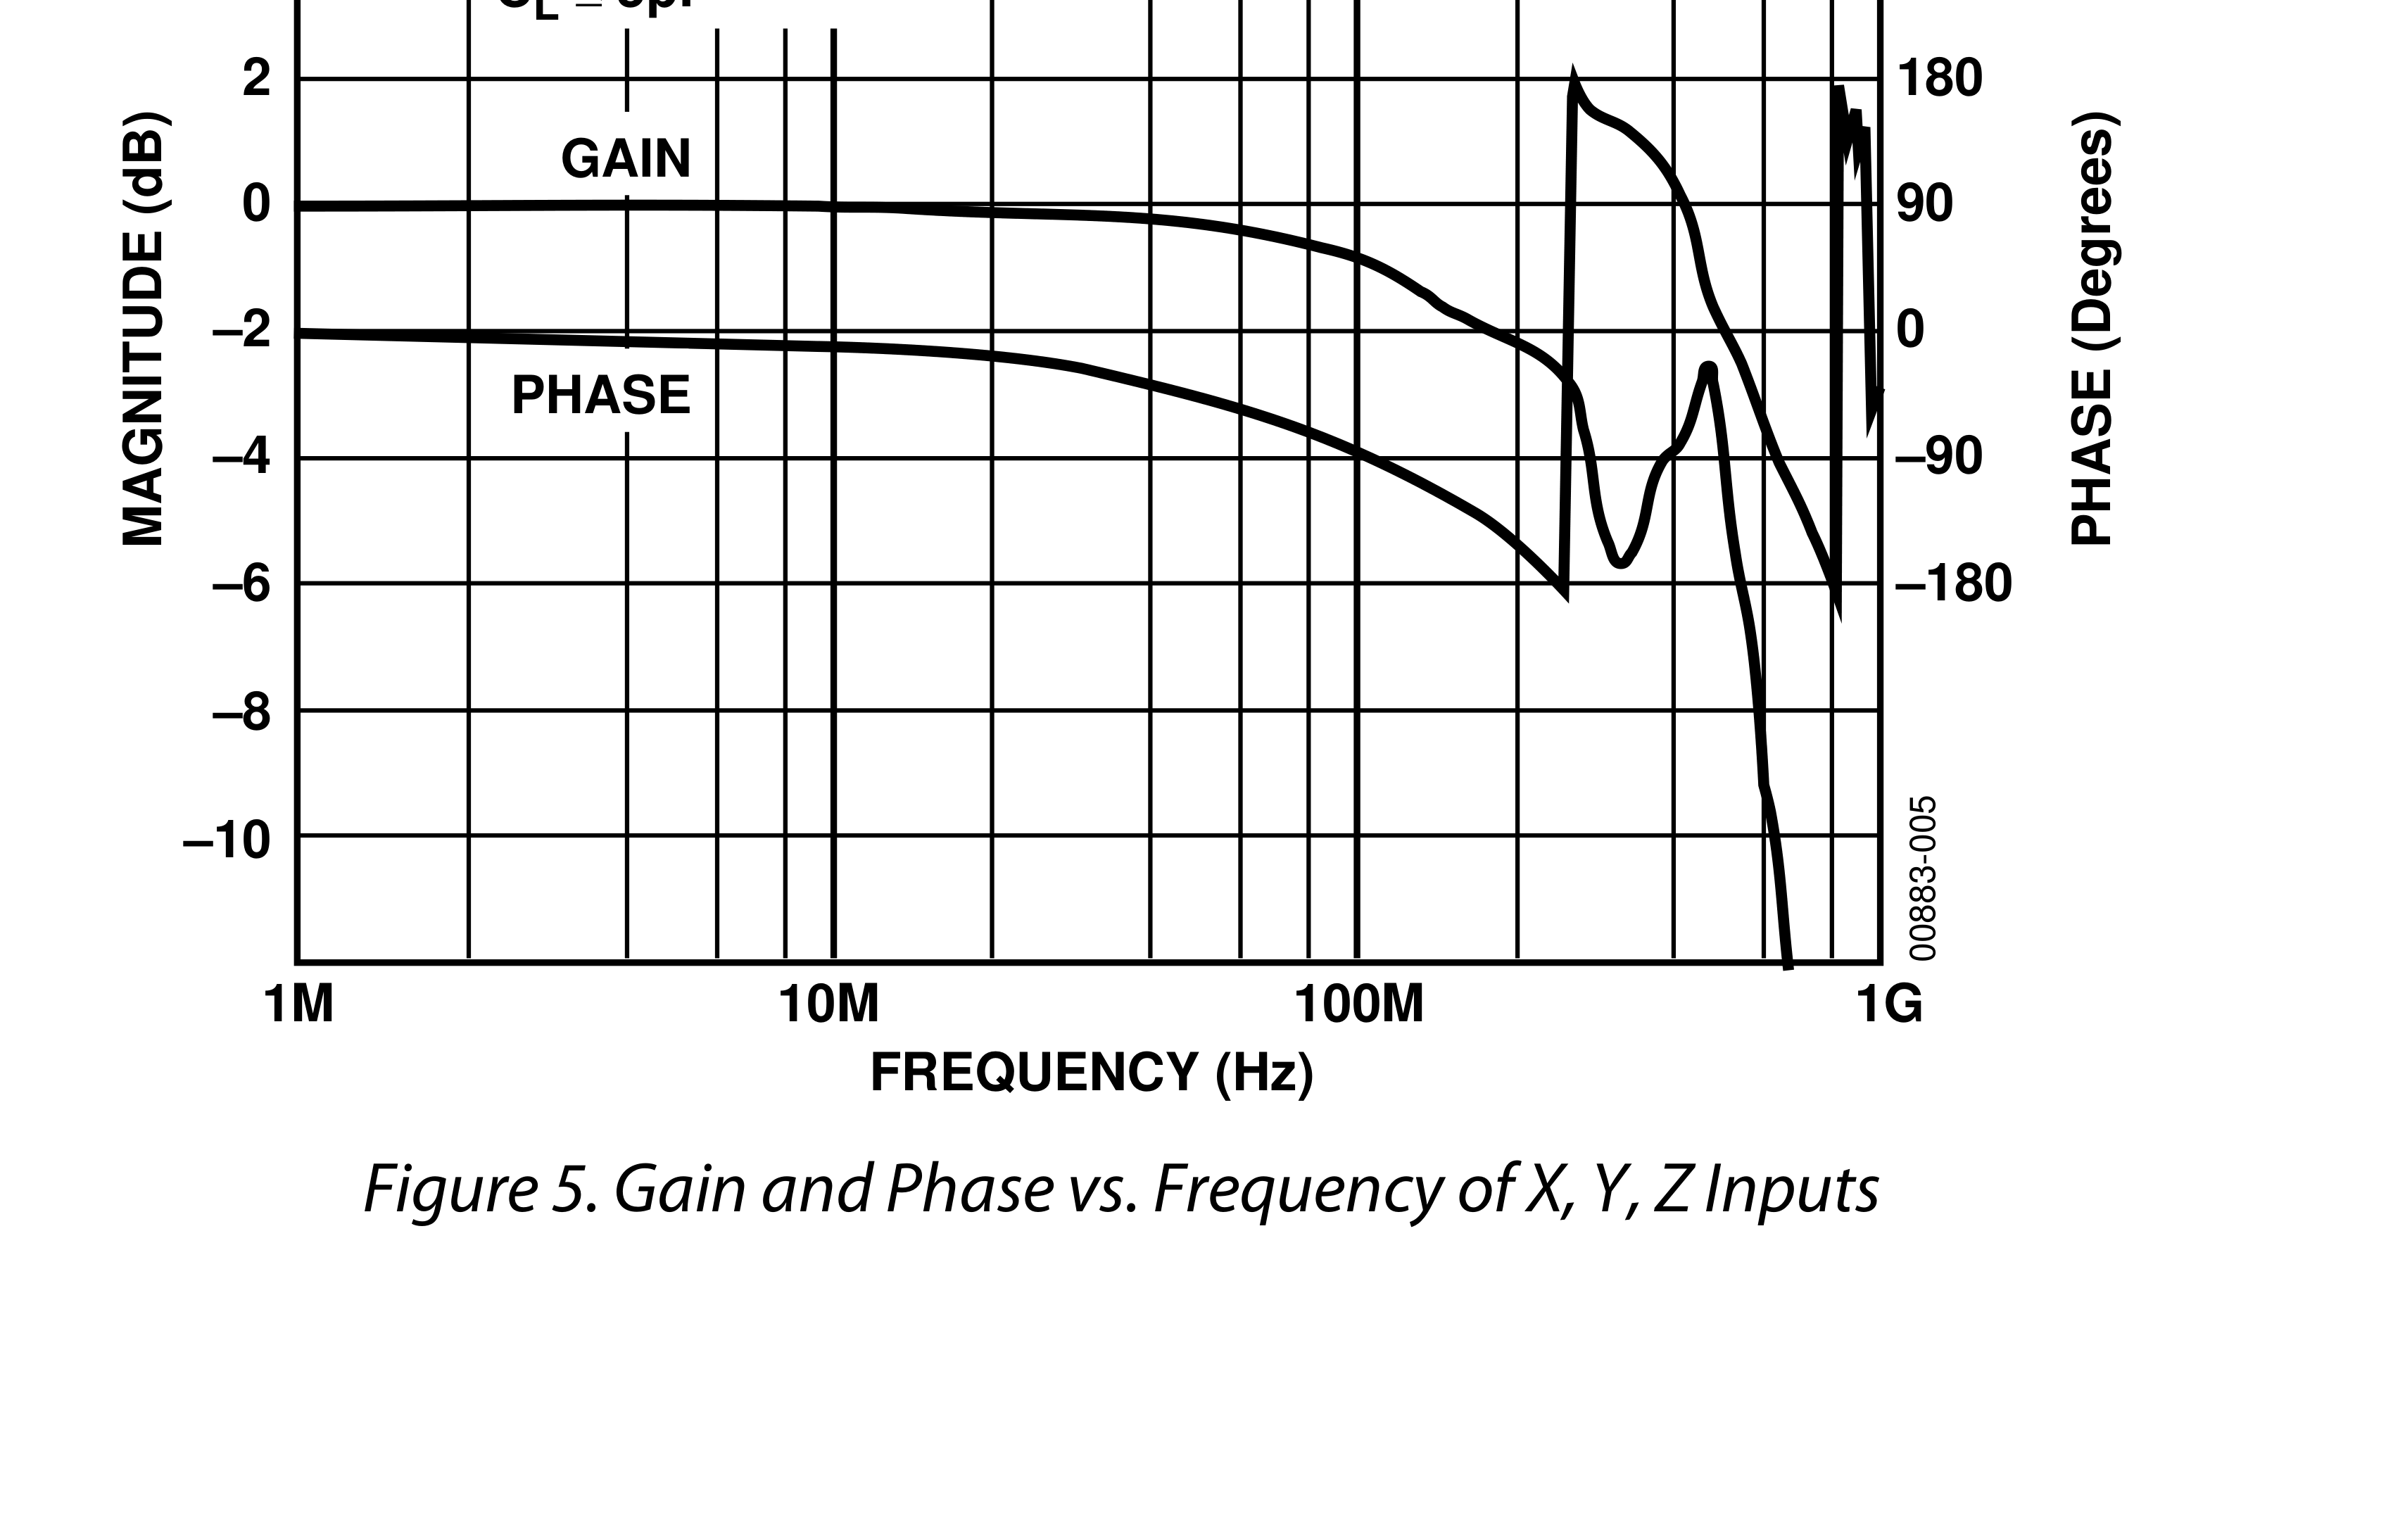 2
0
–2
–4
–6
–8
–10
MAGNITUDE (dB)
GAIN
PHASE
180
90
0
–90
–180
PHASE (Degrees)
00883-005
1M 10M 100M 1G
FREQUENCY (Hz)
Figure 5. Gain and Phase vs. Frequency of X, Y, Z Inputs